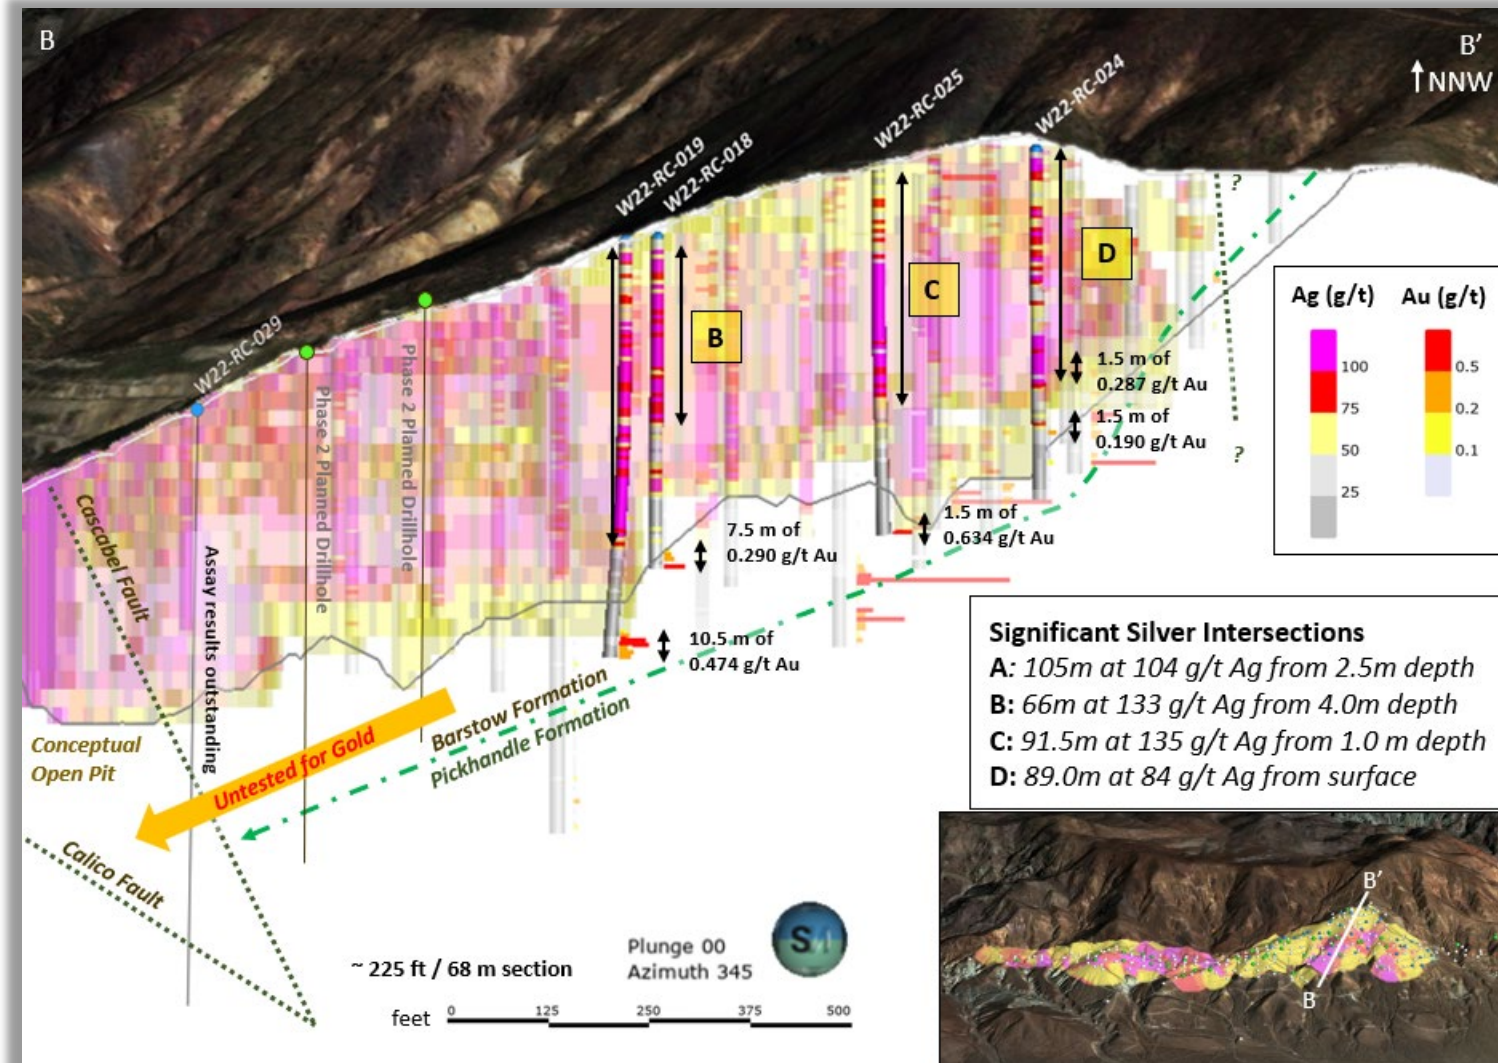 B
B'
NNW
W22-RC-024
W22-RC-025
W22-RC-019
W22-RC-018
W22-RC-029
?
D
C
B
Ag (g/t) Au (g/t)
100
75
50
25
0.5
0.2
0.1
1.5 m of
0.287 g/t Au
1.5 m of
0.190 g/t Au
1.5 m of
0.634 g/t Au
7.5 m of
0.290 g/t Au
10.5 m of
0.474 g/t Au
?
Phase 2 Planned Drillhole
Phase 2 Planned Drillhole
Cascabel Fault
Assay results outstanding
Barstow Formation
Pickhandle Formation
Untested for Gold
Conceptual
Open Pit
Calico Fault
Significant Silver Intersections
A: 105m at 104 g/t Ag from 2.5m depth
B: 66m at 133 g/t Ag from 4.0m depth
C: 91.5m at 135 g/t Ag from 1.0 m depth
D: 89.0m at 84 g/t Ag from surface
Plunge 00
Azimuth 345
S
~ 225 ft / 68 m section
feet
0 125 250 375 500
B'
B